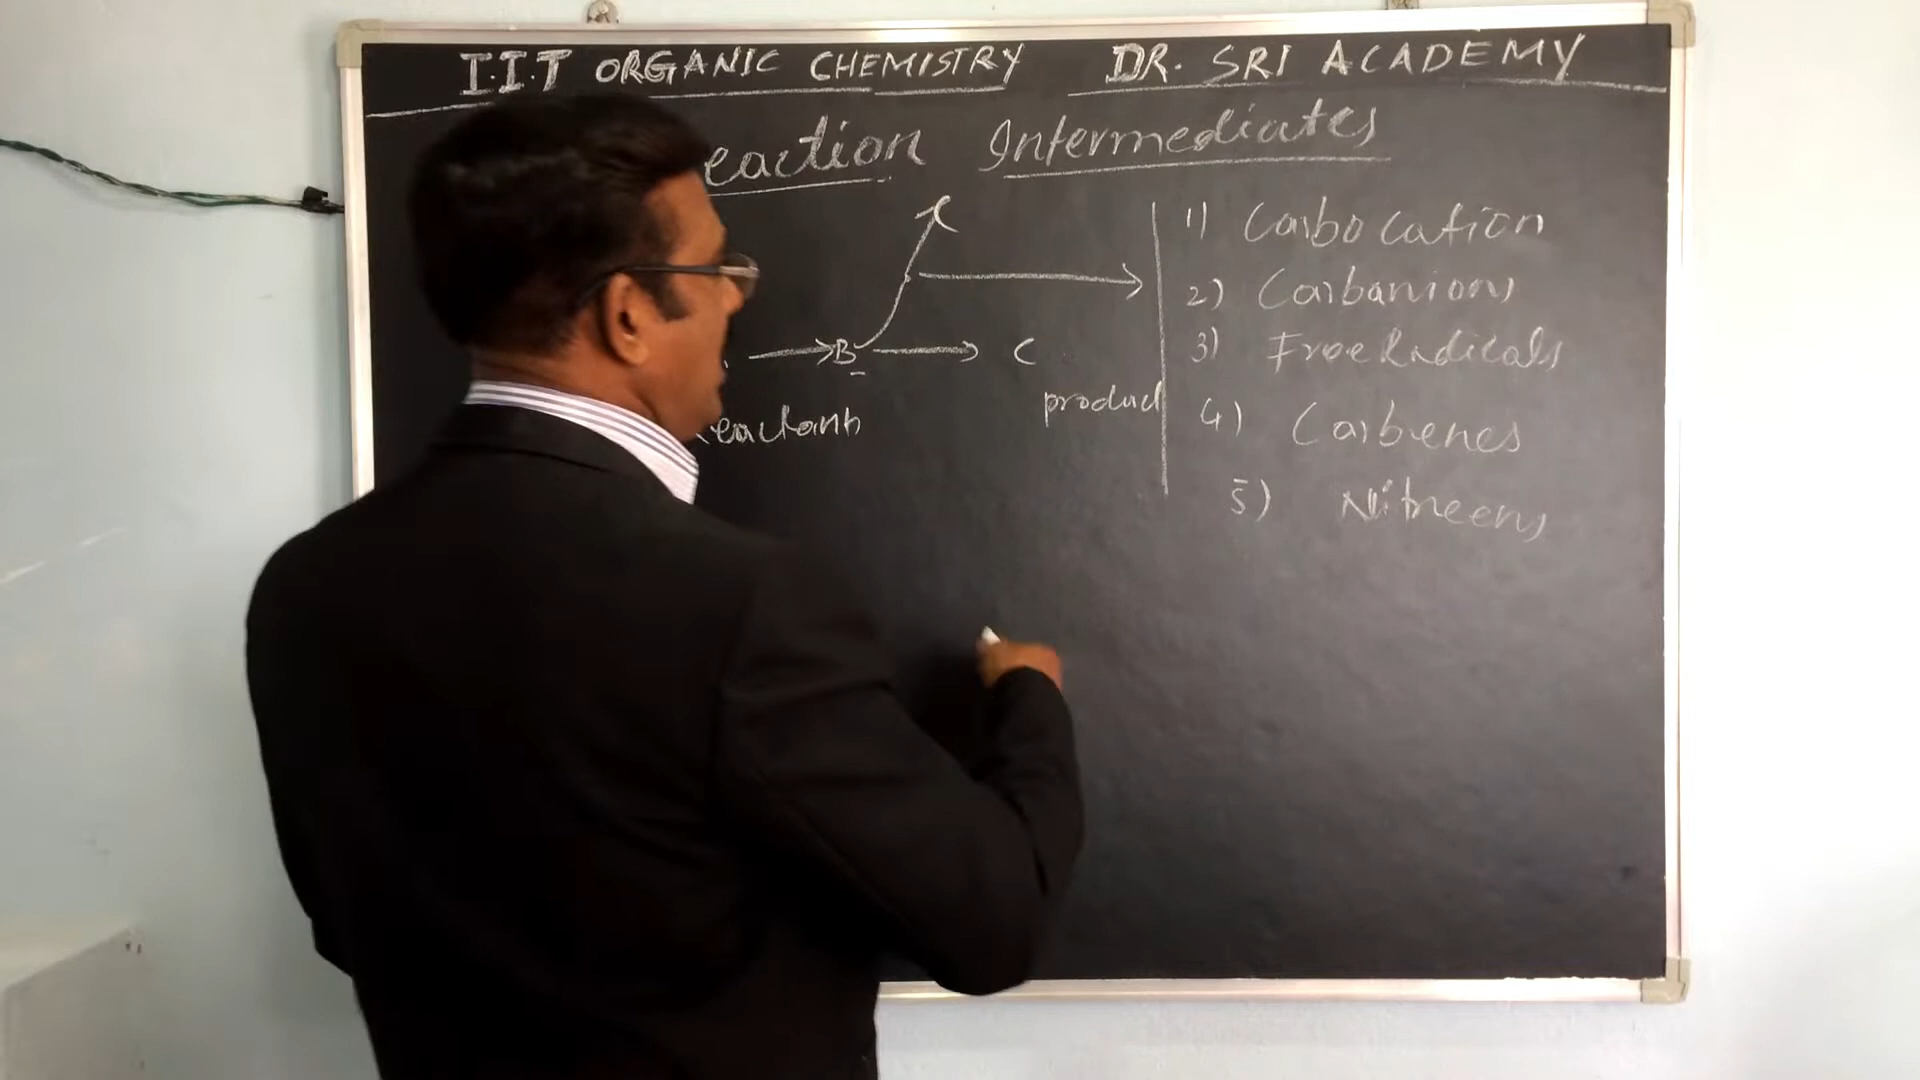 I.I.T ORGANIC CHEMISTRY DR. SRI ACADEMY
eaction Intermediates
B C
eactant product
1) Carbocation
2) Carbanions
3) Free Radicals
4) Carbenes
5) Nitreens